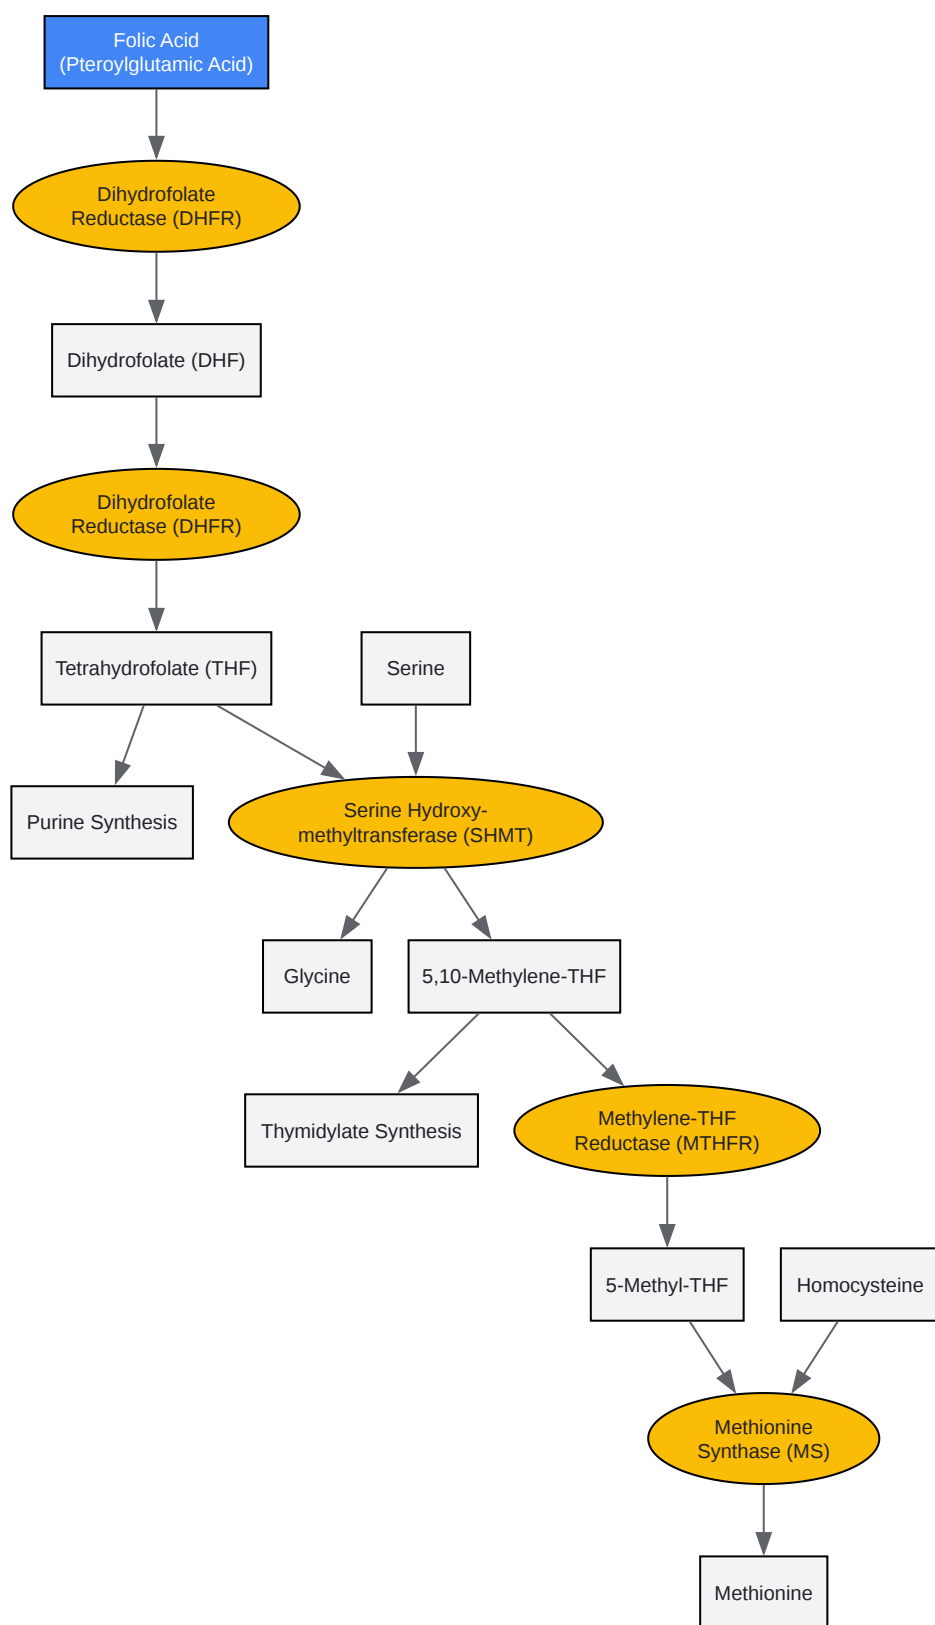 Folic Acid
(Pteroylglutamic Acid)
Dihydrofolate
Reductase (DHFR)
Dihydrofolate (DHF)
Dihydrofolate
Reductase (DHFR)
Tetrahydrofolate (THF)
Serine
Purine Synthesis
Serine Hydroxy-
methyltransferase (SHMT)
Glycine
5,10-Methylene-THF
Thymidylate Synthesis
Methylene-THF
Reductase (MTHFR)
5-Methyl-THF
Homocysteine
Methionine
Synthase (MS)
Methionine